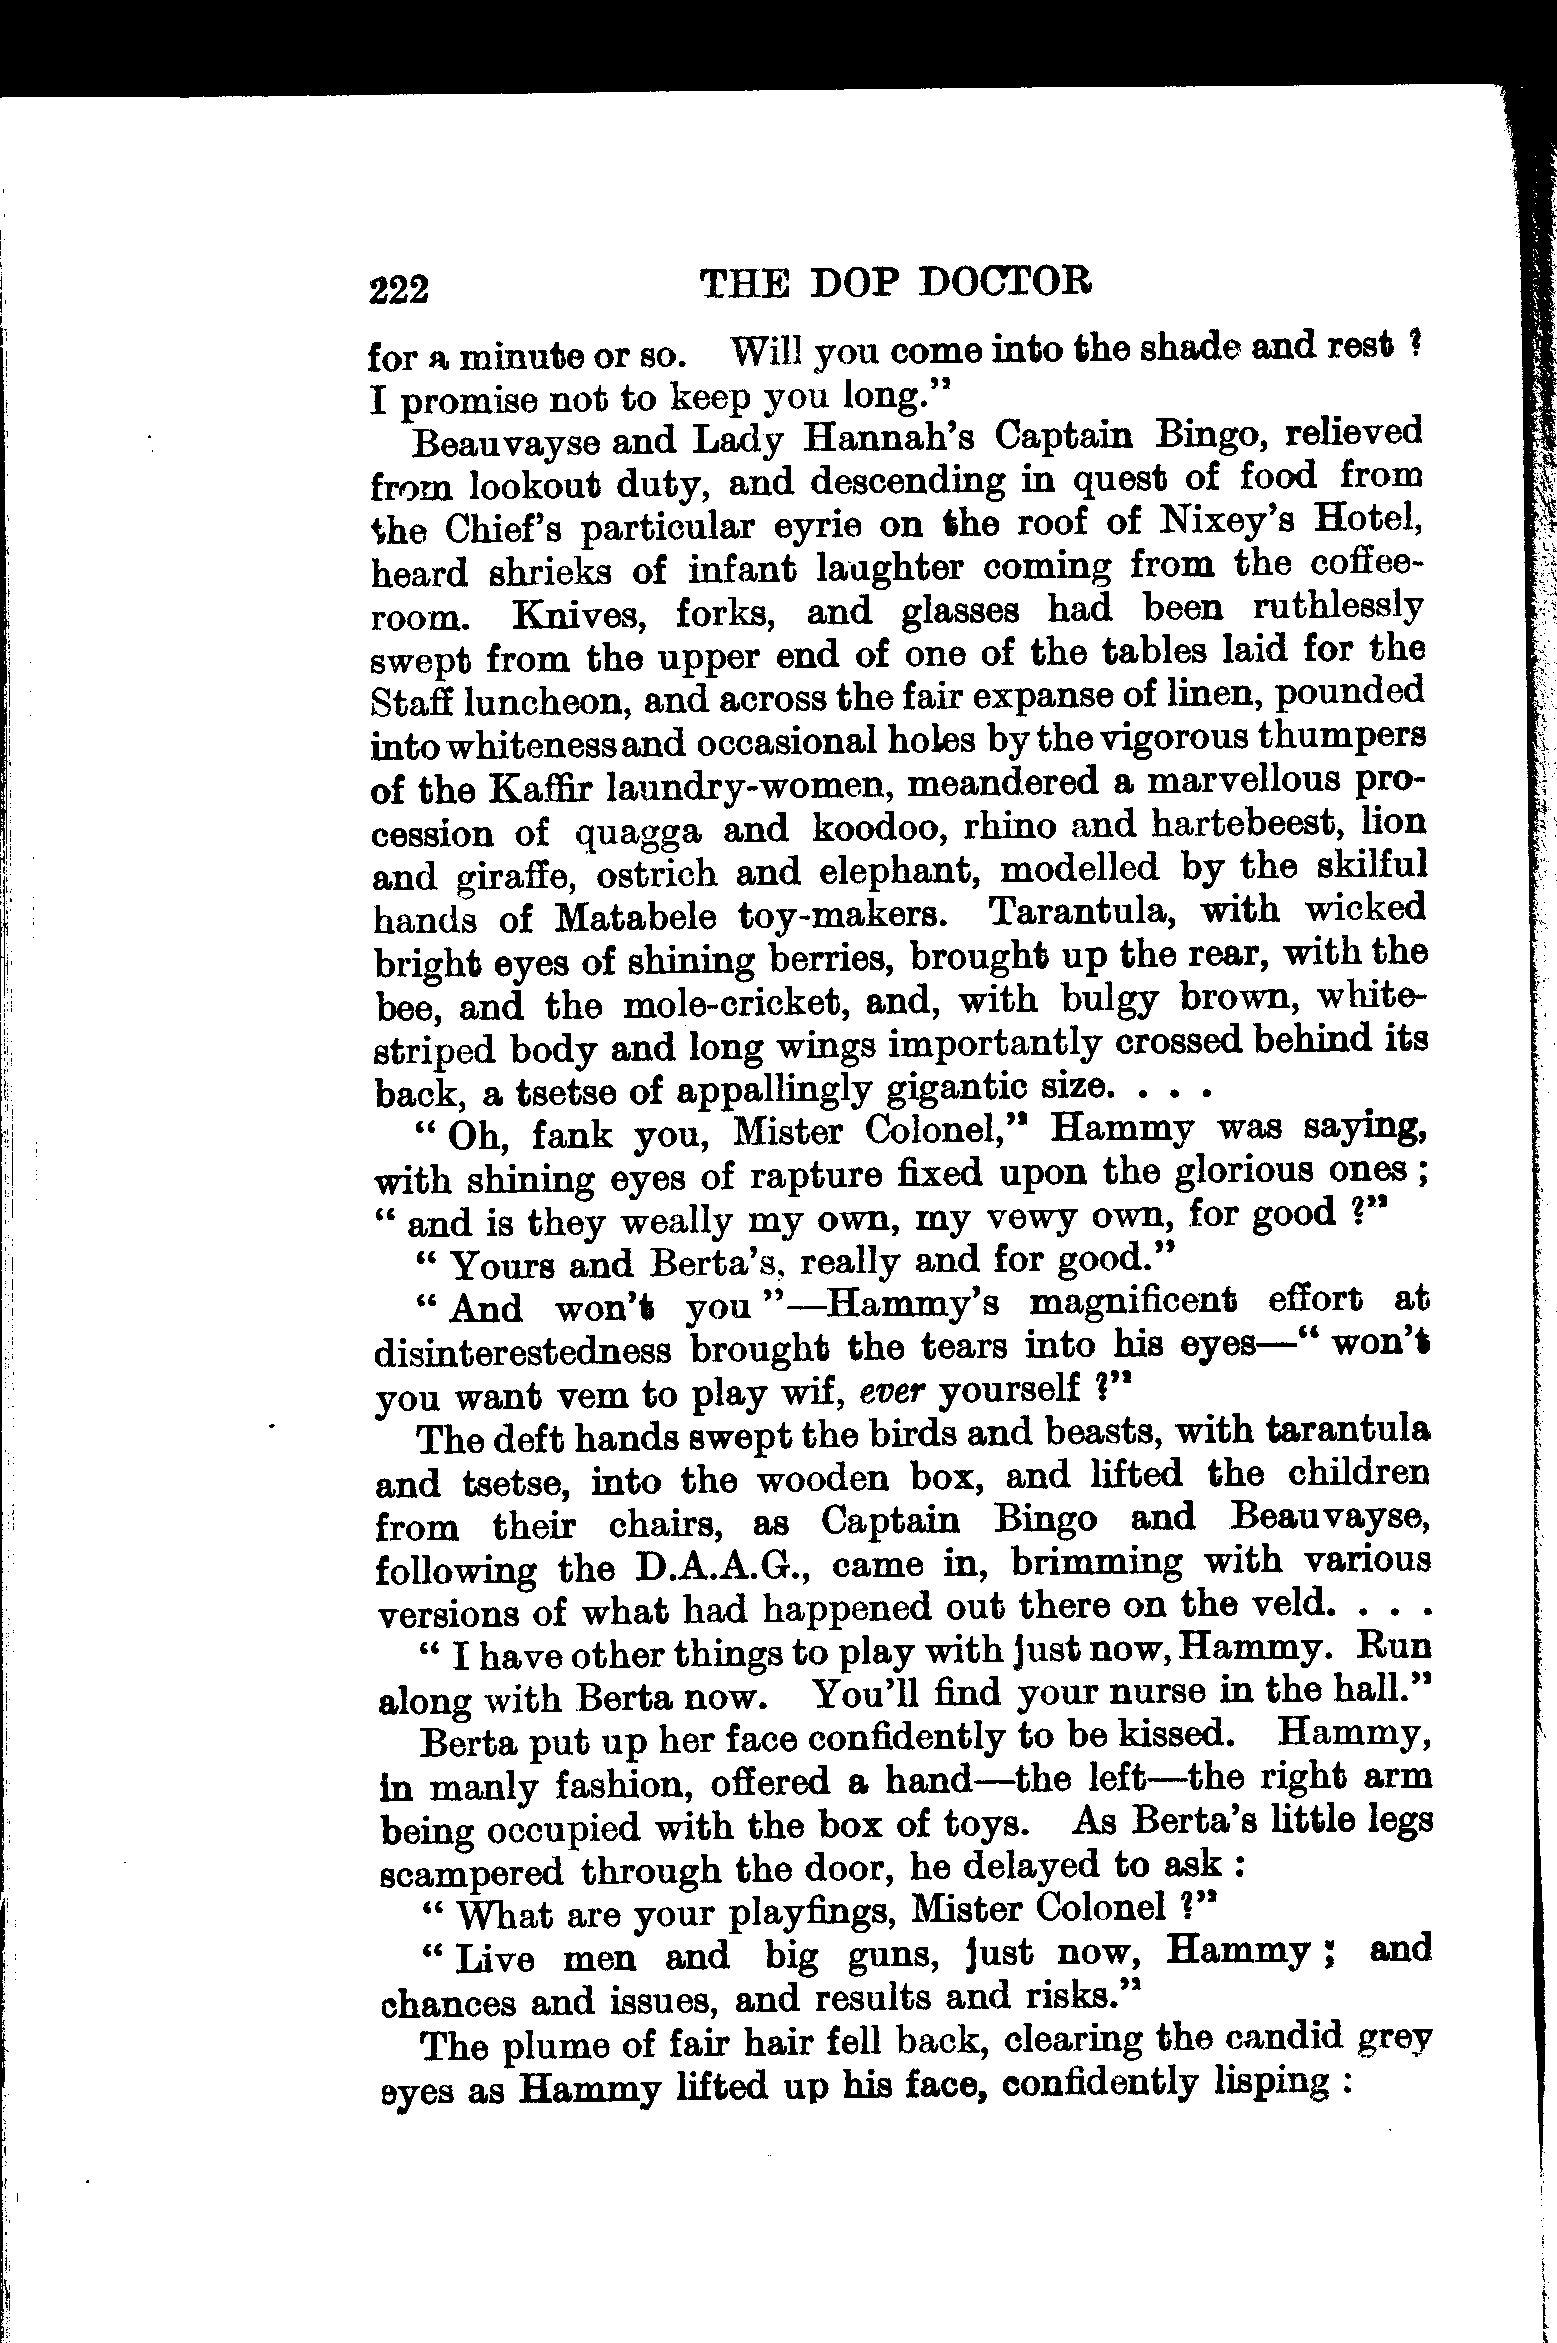 222 THE DOP DOCTOR
for a minute or so. Will you come into the shade and rest ?
I promise not to keep you long."
Beauvayse and Lady Hannah's Captain Bingo, relieved
from lookout duty, and descending in quest of food from
the Chief's particular eyrie on the roof of Nixey's Hotel,
heard shrieks of infant laughter coming from the coffee-
room. Knives, forks, and glasses had been ruthlessly
swept from the upper end of one of the tables laid for the
Staff luncheon, and across the fair expanse of linen, pounded
into whiteness and occasional holes by the vigorous thumpers
of the Kaffir laundry-women, meandered a marvellous pro-
cession of quagga and koodoo, rhino and hartebeest, lion
and giraffe, ostrich and elephant, modelled by the skilful
hands of Matabele toy-makers. Tarantula, with wicked
bright eyes of shining berries, brought up the rear, with the
bee, and the mole-cricket, and, with bulgy brown, white-
striped body and long wings importantly crossed behind its
back, a tsetse of appallingly gigantic size. . . .
" Oh, fank you, Mister Colonel," Hammy was saying,
with shining eyes of rapture fixed upon the glorious ones ;
" and is they weally my own, my vewy own, for good ?"
" Yours and Berta's, really and for good."
" And won't you "—Hammy's magnificent effort at
disinterestedness brought the tears into his eyes—" won't
you want vem to play wif, ever yourself ?"
The deft hands swept the birds and beasts, with tarantula
and tsetse, into the wooden box, and lifted the children
from their chairs, as Captain Bingo and Beauvayse,
following the D.A.A.G., came in, brimming with various
versions of what had happened out there on the veld. . . .
" I have other things to play with just now, Hammy. Run
along with Berta now. You'll find your nurse in the hall."
Berta put up her face confidently to be kissed. Hammy,
in manly fashion, offered a hand—the left—the right arm
being occupied with the box of toys. As Berta's little legs
scampered through the door, he delayed to ask :
" What are your playfings, Mister Colonel ?"
" Live men and big guns, just now, Hammy ; and
chances and issues, and results and risks."
The plume of fair hair fell back, clearing the candid grey
eyes as Hammy lifted up his face, confidently lisping :